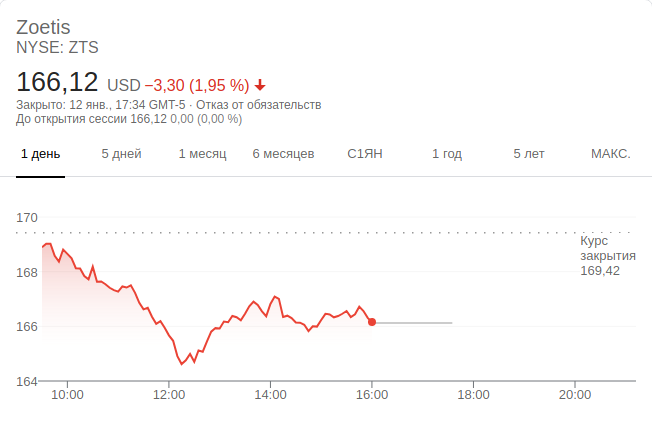 Zoetis
NYSE: ZTS
166,12 USD −3,30 (1,95 %)
Закрыто: 12 янв., 17:34 GMT-5 · Отказ от обязательств
До открытия сессии 166,12 0,00 (0,00 %)
1 день 5 дней 1 месяц 6 месяцев С1ЯН 1 год 5 лет МАКС.
170
Курс
закрытия
169,42
168
166
164
10:00 12:00 14:00 16:00 18:00 20:00